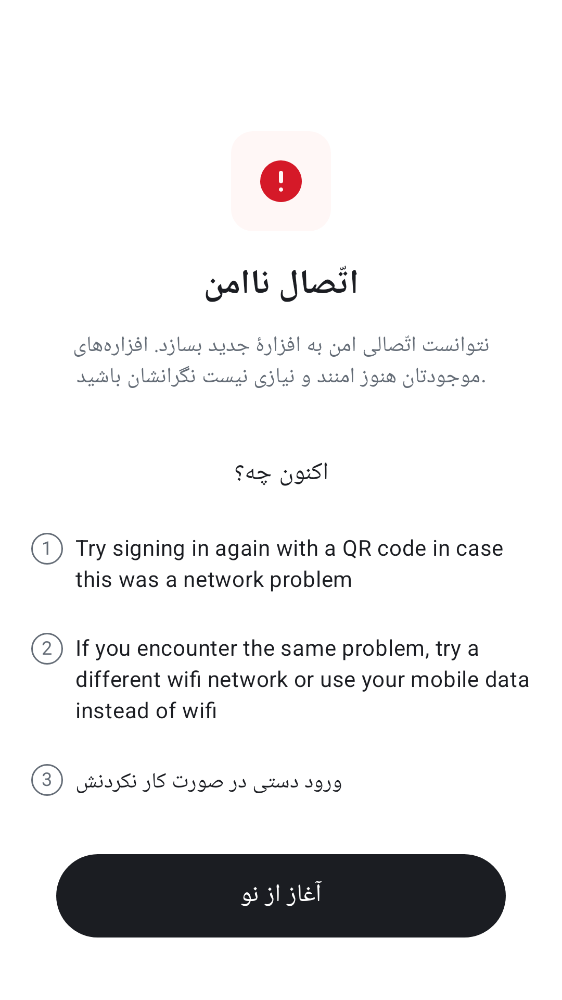 اتّصال ناامن
نتوانست اتّصالی امن به افزارهٔ جدید بسازد. افزاره‌های
موجودتان هنوز امنند و نیازی نیست نگرانشان باشید.
اکنون چه؟
1 Try signing in again with a QR code in case
this was a network problem
2 If you encounter the same problem, try a
different wifi network or use your mobile data
instead of wifi
3 ورود دستی در صورت کار نکردنش
آغاز از نو